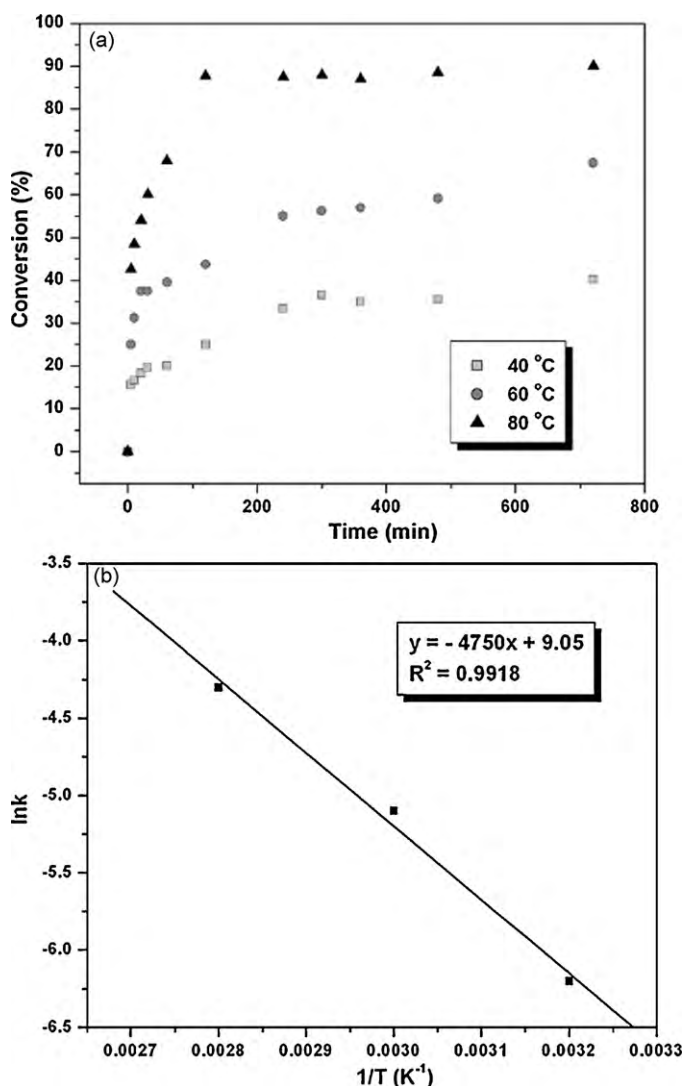 (a)
100
90
80
70
60
50
40
30
20
10
0
Conversion (%)
40 °C
60 °C
80 °C
0
200
400
600
800
Time (min)
(b)
-3.5
-4.0
-4.5
-5.0
-5.5
-6.0
-6.5
lnk
y = - 4750x + 9.05
R² = 0.9918
0.0027
0.0028
0.0029
0.0030
0.0031
0.0032
0.0033
1/T (K⁻¹)